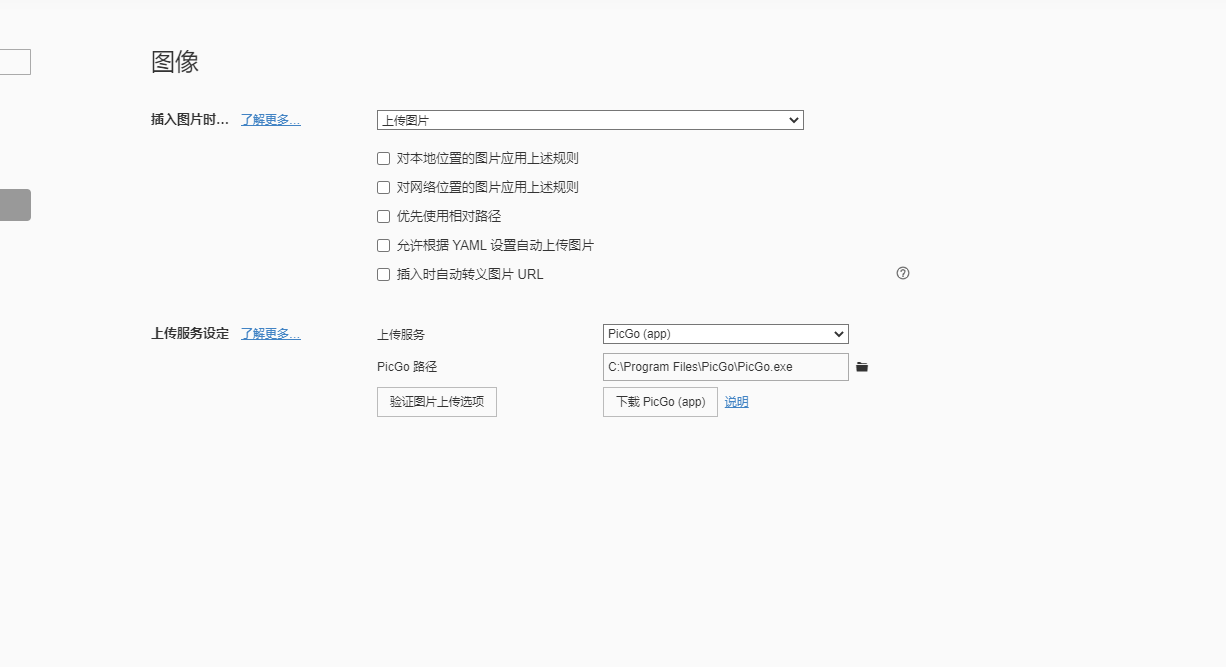 图像
插入图片时... 了解更多... 上传图片
对本地位置的图片应用上述规则
对网络位置的图片应用上述规则
优先使用相对路径
允许根据 YAML 设置自动上传图片
插入时自动转义图片 URL ?
上传服务设定 了解更多... 上传服务 PicGo (app)
PicGo 路径 C:\Program Files\PicGo\PicGo.exe
验证图片上传选项 下载 PicGo (app) 说明